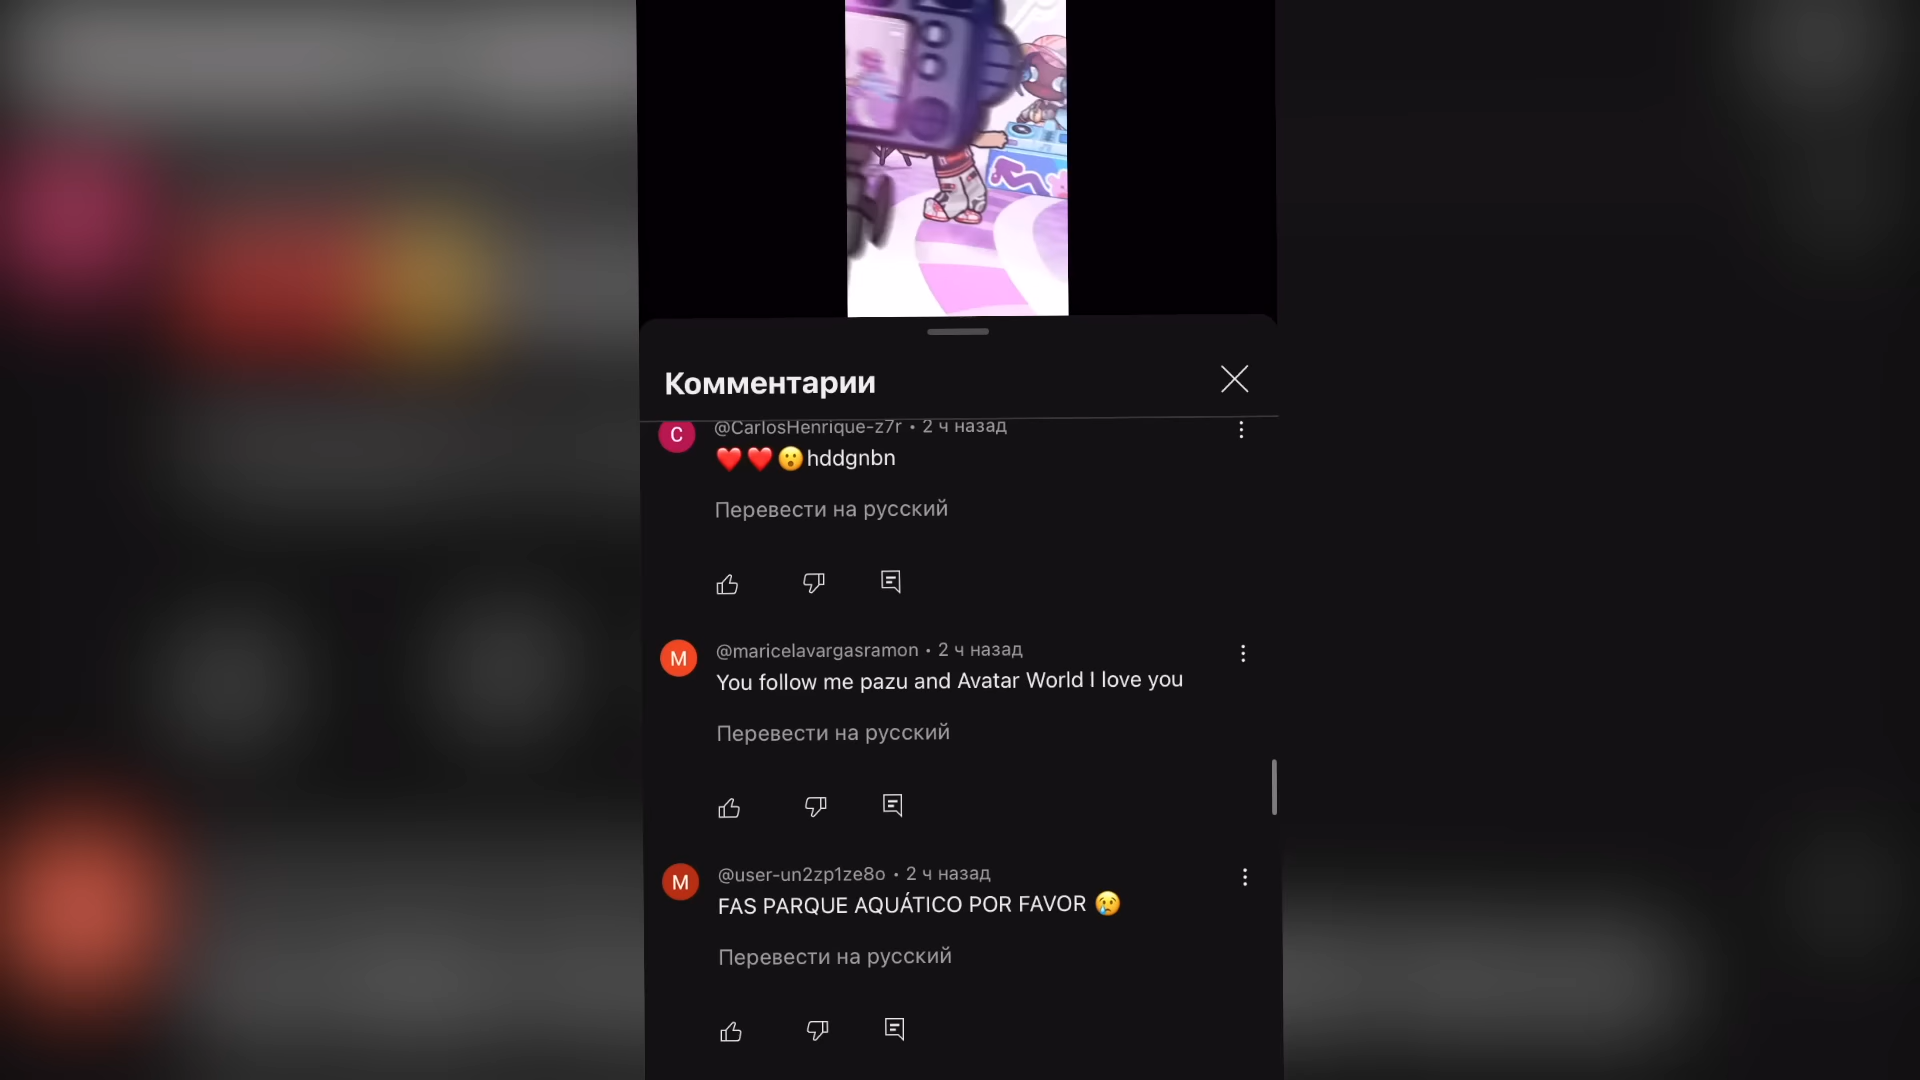 Комментарии
C
@CarlosHenrique-z7r • 2 ч назад
❤️❤️😮hddgnbn
Перевести на русский
M
@maricelavargasramon • 2 ч назад
You follow me pazu and Avatar World I love you
Перевести на русский
M
@user-un2zp1ze8o • 2 ч назад
FAS PARQUE AQUÁTICO POR FAVOR 😢
Перевести на русский